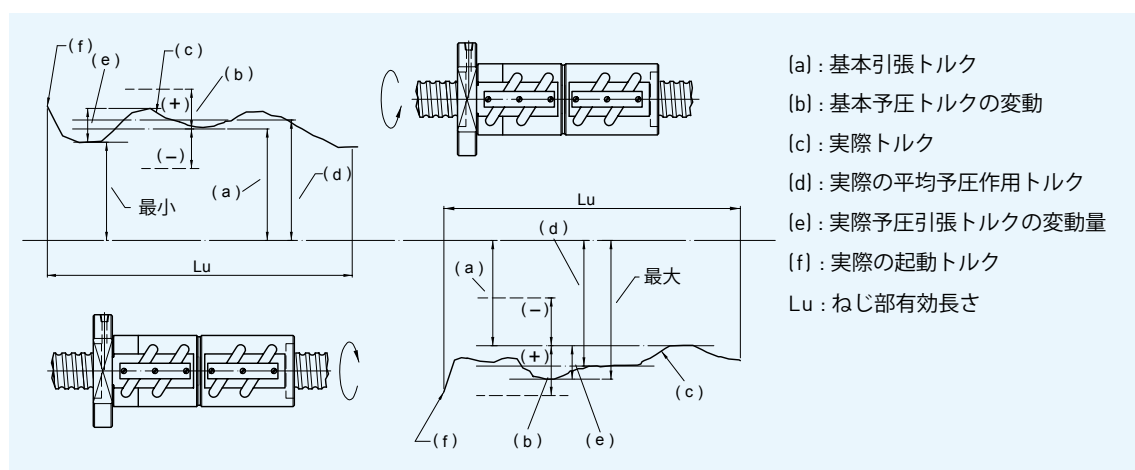 (f)
(e)
(c)
(b)
(+)
(−)
(a)
(d)
最小
Lu
Lu
(d)
(a)
最大
(−)
(+)
(c)
(f)
(b)
(e)
(a) : 基本引張トルク
(b) : 基本予圧トルクの変動
(c) : 実際トルク
(d) : 実際の平均予圧作用トルク
(e) : 実際予圧引張トルクの変動量
(f) : 実際の起動トルク
Lu : ねじ部有効長さ